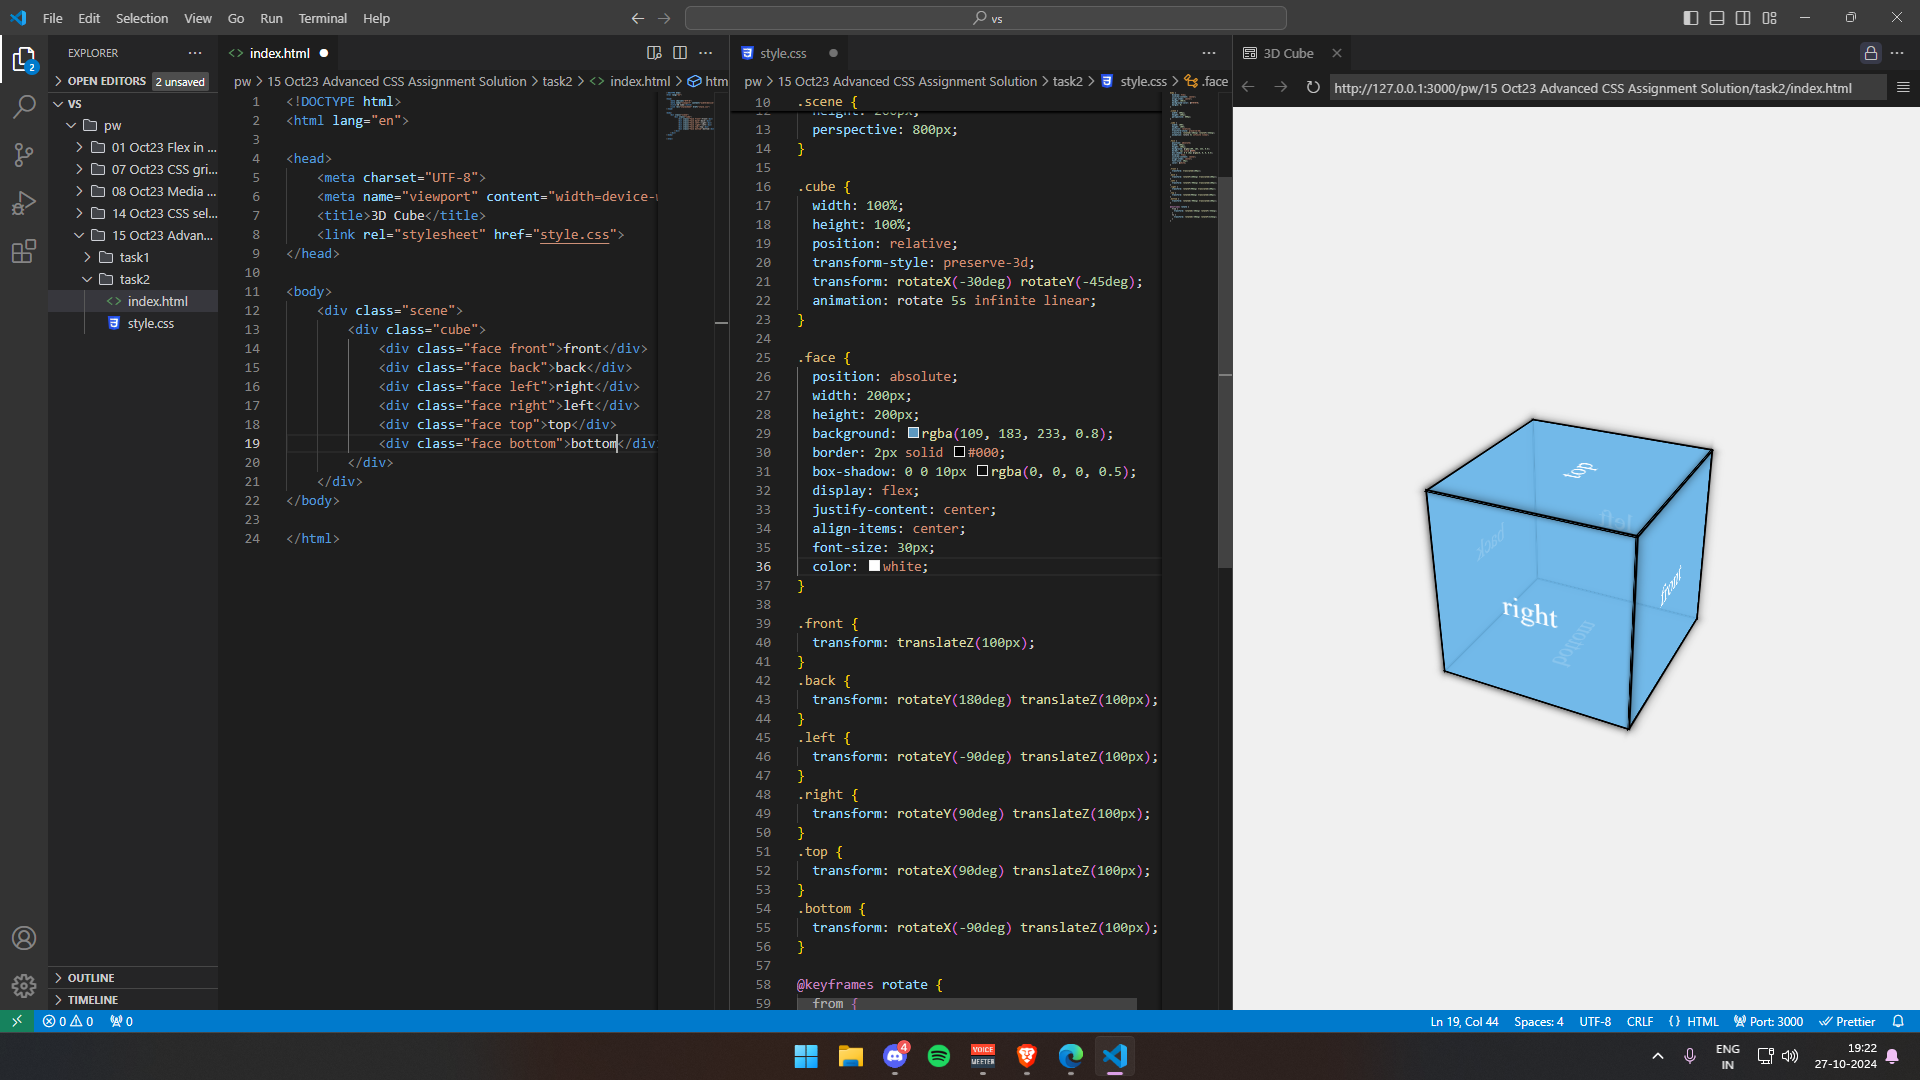 File Edit Selection View Go Run Terminal Help
vs
EXPLORER
OPEN EDITORS 2 unsaved
VS
pw
01 Oct23 Flex in ...
07 Oct23 CSS gri...
08 Oct23 Media ...
14 Oct23 CSS sel...
15 Oct23 Advan...
task1
task2
index.html
style.css
OUTLINE
TIMELINE
2
index.html
pw > 15 Oct23 Advanced CSS Assignment Solution > task2 > index.html > htm
1 <!DOCTYPE html>
2 <html lang="en">
3
4 <head>
5 <meta charset="UTF-8">
6 <meta name="viewport" content="width=device-w
7 <title>3D Cube</title>
8 <link rel="stylesheet" href="style.css">
9 </head>
10
11 <body>
12 <div class="scene">
13 <div class="cube">
14 <div class="face front">front</div>
15 <div class="face back">back</div>
16 <div class="face left">right</div>
17 <div class="face right">left</div>
18 <div class="face top">top</div>
19 <div class="face bottom">bottom</div
20 </div>
21 </div>
22 </body>
23
24 </html>
style.css
pw > 15 Oct23 Advanced CSS Assignment Solution > task2 > style.css > .face
10 .scene {
height: 200px;
13 perspective: 800px;
14 }
15
16 .cube {
17 width: 100%;
18 height: 100%;
19 position: relative;
20 transform-style: preserve-3d;
21 transform: rotateX(-30deg) rotateY(-45deg);
22 animation: rotate 5s infinite linear;
23 }
24
25 .face {
26 position: absolute;
27 width: 200px;
28 height: 200px;
29 background: rgba(109, 183, 233, 0.8);
30 border: 2px solid #000;
31 box-shadow: 0 0 10px rgba(0, 0, 0, 0.5);
32 display: flex;
33 justify-content: center;
34 align-items: center;
35 font-size: 30px;
36 color: white;
37 }
38
39 .front {
40 transform: translateZ(100px);
41 }
42 .back {
43 transform: rotateY(180deg) translateZ(100px);
44 }
45 .left {
46 transform: rotateY(-90deg) translateZ(100px);
47 }
48 .right {
49 transform: rotateY(90deg) translateZ(100px);
50 }
51 .top {
52 transform: rotateX(90deg) translateZ(100px);
53 }
54 .bottom {
55 transform: rotateX(-90deg) translateZ(100px);
56 }
57
58 @keyframes rotate {
59 from {
3D Cube
http://127.0.0.1:3000/pw/15 Oct23 Advanced CSS Assignment Solution/task2/index.html
top
left
back
front
right
bottom
0 0 0
Ln 19, Col 44 Spaces: 4 UTF-8 CRLF {} HTML Port: 3000 Prettier
4
VOICE
MEETER
ENG
IN
19:22
27-10-2024